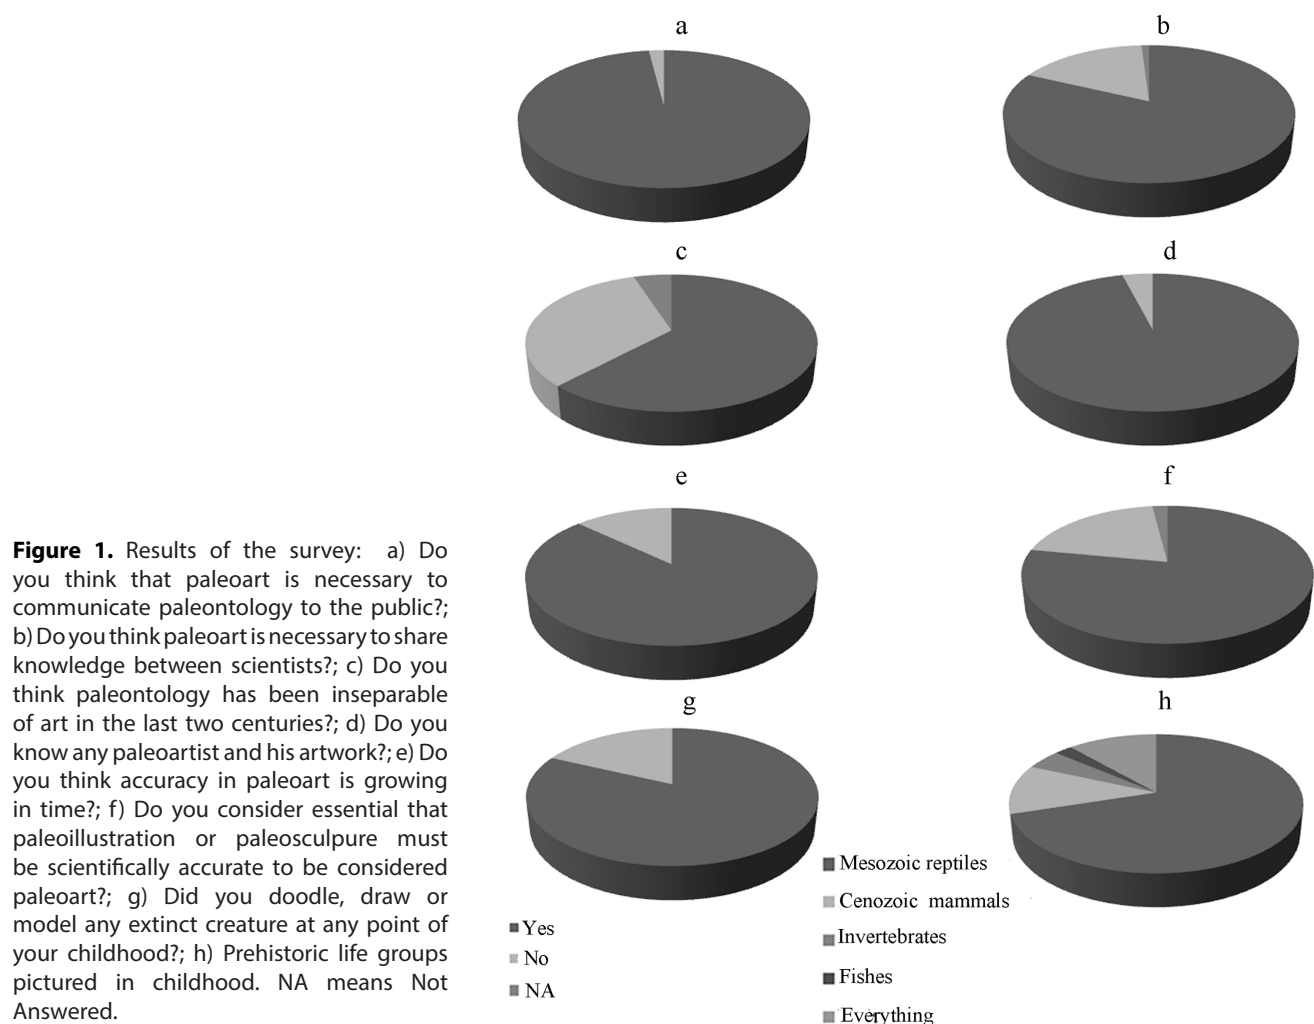 a
b
c
d
e
f
g
h
Figure 1. Results of the survey: a) Do
you think that paleoart is necessary to
communicate paleontology to the public?;
b) Do you think paleoart is necessary to share
knowledge between scientists?; c) Do you
think paleontology has been inseparable
of art in the last two centuries?; d) Do you
know any paleoartist and his artwork?; e) Do
you think accuracy in paleoart is growing
in time?; f) Do you consider essential that
paleoillustration or paleosculpure must
be scientifically accurate to be considered
paleoart?; g) Did you doodle, draw or
model any extinct creature at any point of
your childhood?; h) Prehistoric life groups
pictured in childhood. NA means Not
Answered.
Yes
No
NA
Mesozoic reptiles
Cenozoic mammals
Invertebrates
Fishes
Everything